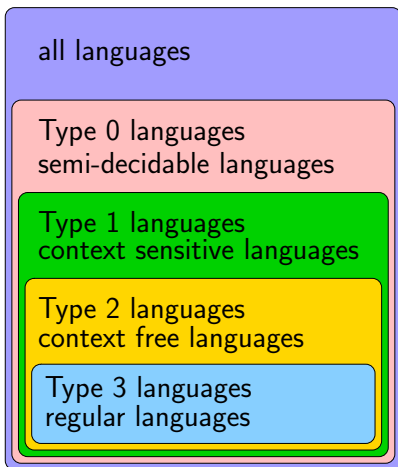 all languages
Type 0 languages
semi-decidable languages
Type 1 languages
context sensitive languages
Type 2 languages
context free languages
Type 3 languages
regular languages